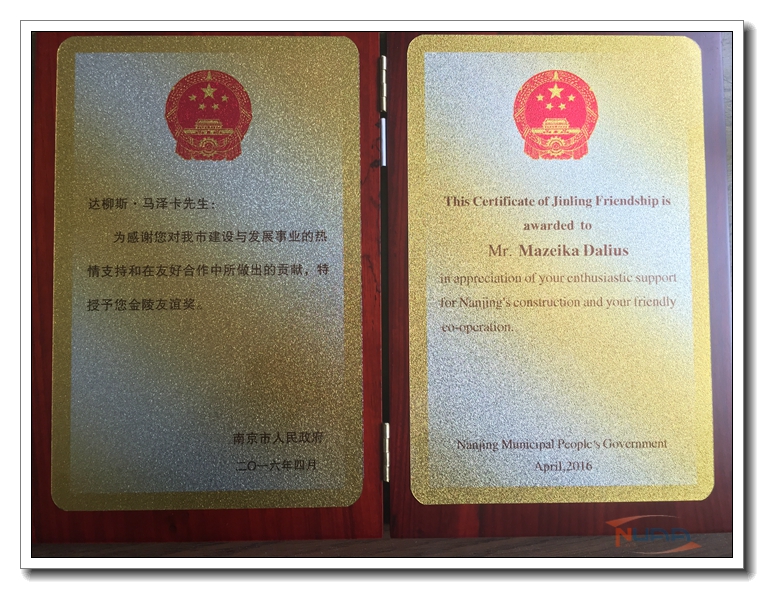 达柳斯·马泽卡先生：
为感谢您对我市建设与发展事业的热
情支持和在友好合作中所做出的贡献，特
授予您金陵友谊奖。
南京市人民政府
二〇一六年四月
This Certificate of Jinling Friendship is
awarded to
Mr. Mazeika Dalius
in appreciation of your enthusiastic support
for Nanjing's construction and your friendly
co-operation.
Nanjing Municipal People's Government
April,2016